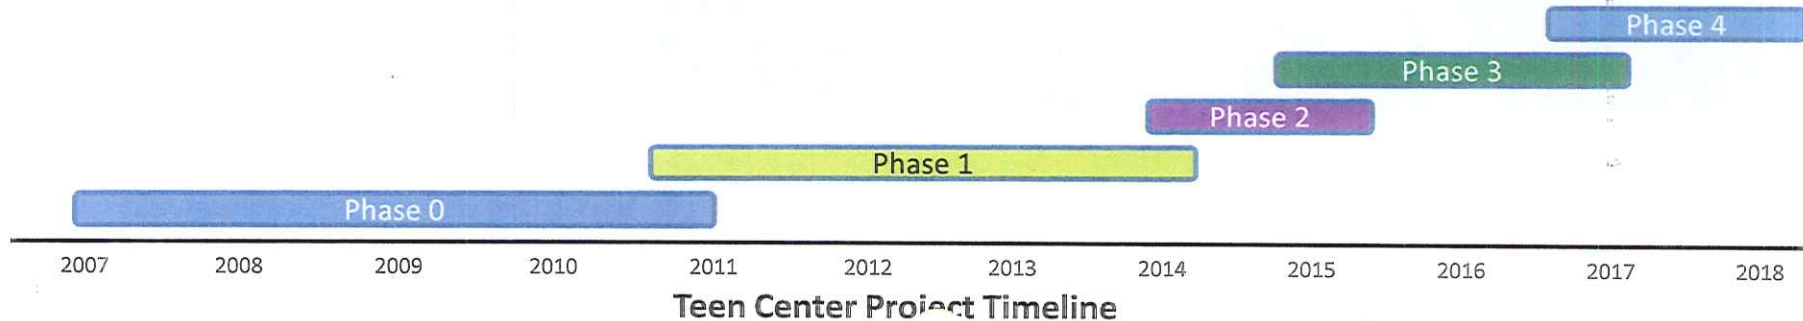 Phase 4
Phase 3
Phase 2
Phase 1
Phase 0
2007 2008 2009 2010 2011 2012 2013 2014 2015 2016 2017 2018
Teen Center Project Timeline